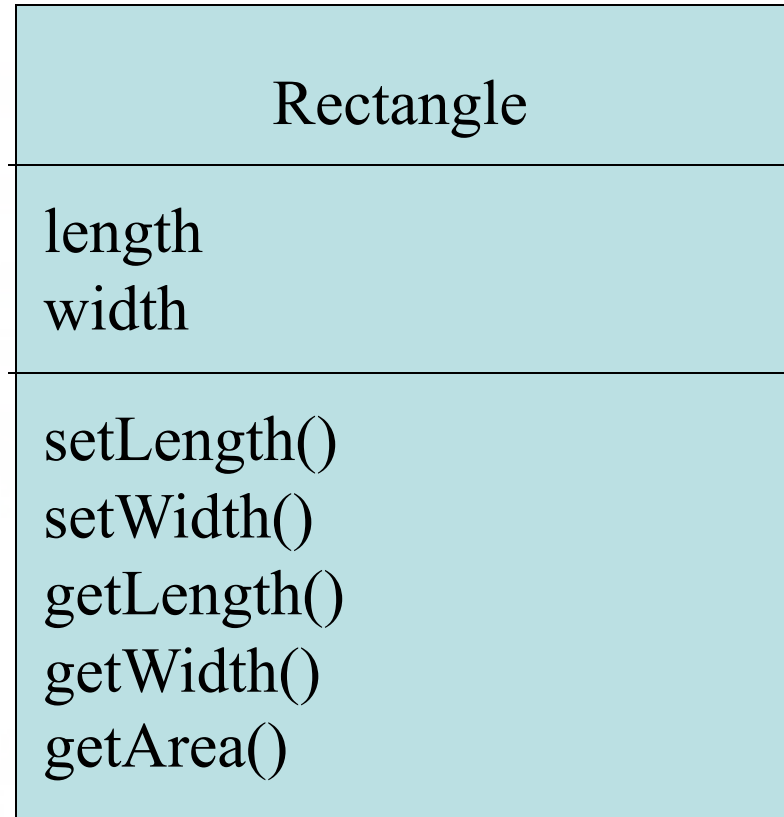 Rectangle
length
width
setLength()
setWidth()
getLength()
getWidth()
getArea()